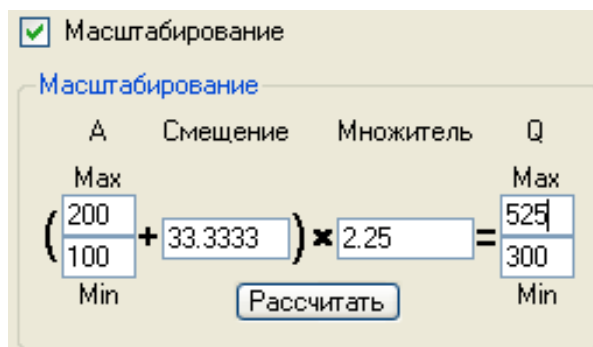 Масштабирование
Масштабирование
A Смещение Множитель Q
Max Max
( 200 + 33.3333 ) × 2.25 = 525
100 300
Min Рассчитать Min